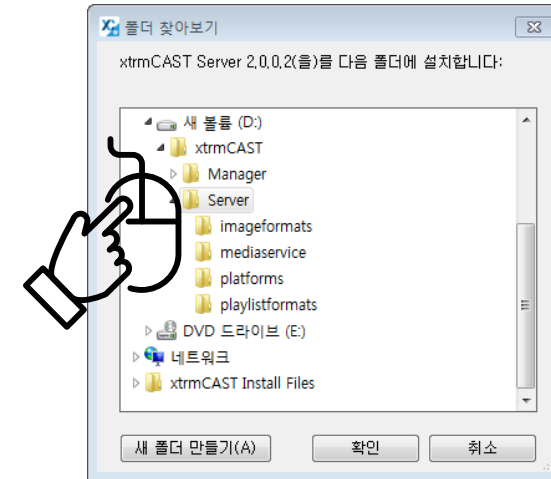 폴더 찾아보기
xtrmCAST Server 2,0,0,2(을)를 다음 폴더에 설치합니다:
새 볼륨 (D:)
xtrmCAST
Manager
Server
imageformats
mediaservice
platforms
playlistformats
DVD 드라이브 (E:)
네트워크
xtrmCAST Install Files
새 폴더 만들기(A) 확인 취소